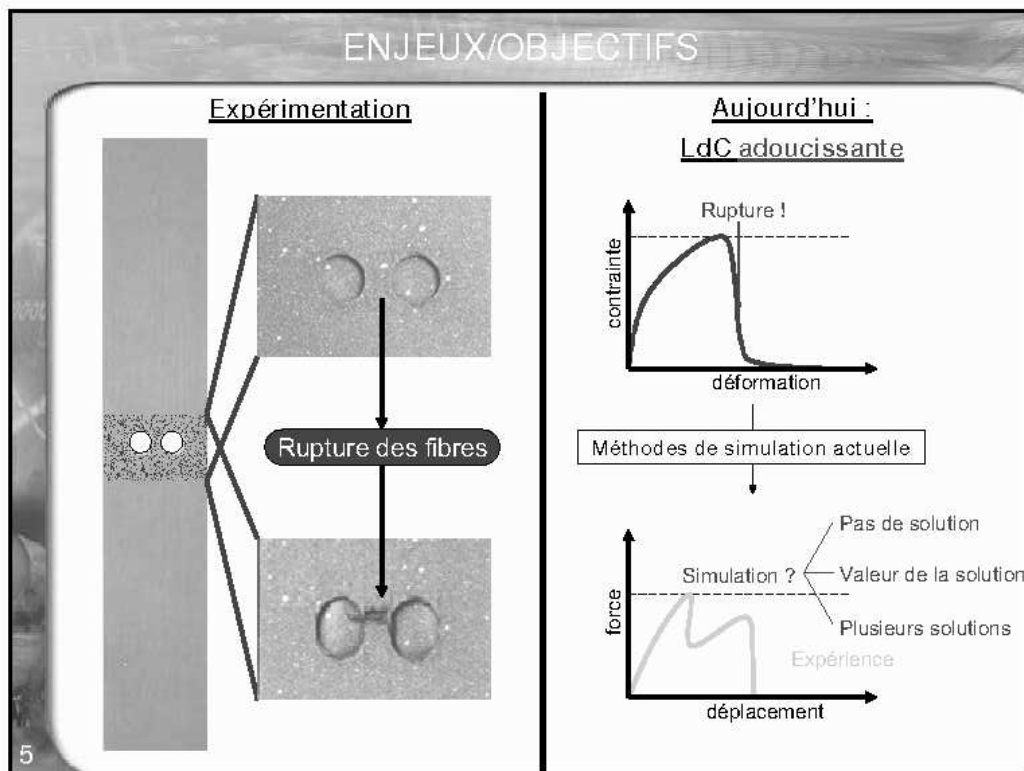 ENJEUX/OBJECTIFS
Expérimentation
Rupture des fibres
Aujourd'hui :
LdC adoucissante
Rupture !
contrainte
déformation
Méthodes de simulation actuelle
Pas de solution
Simulation ?
Valeur de la solution
Plusieurs solutions
force
Expérience
déplacement
5